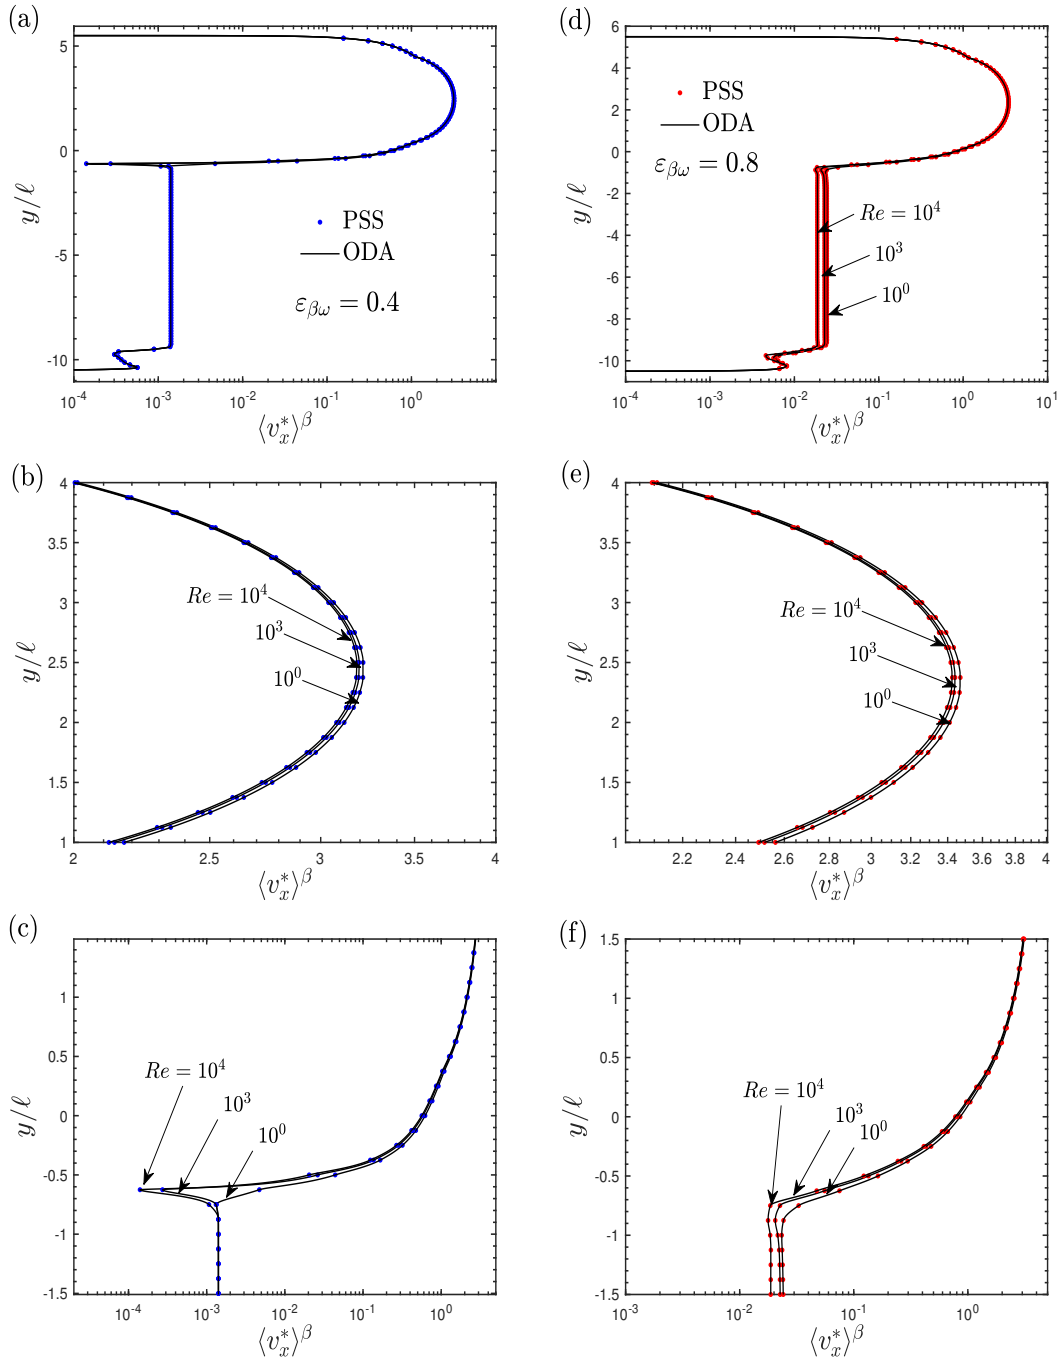 (a)
5
0
-5
-10
y/ℓ
PSS
ODA
ε_{βω} = 0.4
10^{-4} 10^{-3} 10^{-2} 10^{-1} 10^{0}
⟨v_x^*⟩^β
(d)
6
4
2
0
-2
-4
-6
-8
-10
y/ℓ
PSS
ODA
ε_{βω} = 0.8
Re = 10^4
10^3
10^0
10^{-4} 10^{-3} 10^{-2} 10^{-1} 10^{0} 10^{1}
⟨v_x^*⟩^β
(b)
4
3.5
3
2.5
2
1.5
1
y/ℓ
Re = 10^4
10^3
10^0
2 2.5 3 3.5 4
⟨v_x^*⟩^β
(e)
4
3.5
3
2.5
2
1.5
1
y/ℓ
Re = 10^4
10^3
10^0
2.2 2.4 2.6 2.8 3 3.2 3.4 3.6 3.8 4
⟨v_x^*⟩^β
(c)
1
0.5
0
-0.5
-1
-1.5
y/ℓ
Re = 10^4
10^3
10^0
10^{-4} 10^{-3} 10^{-2} 10^{-1} 10^{0}
⟨v_x^*⟩^β
(f)
1.5
1
0.5
0
-0.5
-1
-1.5
y/ℓ
Re = 10^4
10^3
10^0
10^{-3} 10^{-2} 10^{-1} 10^{0}
⟨v_x^*⟩^β